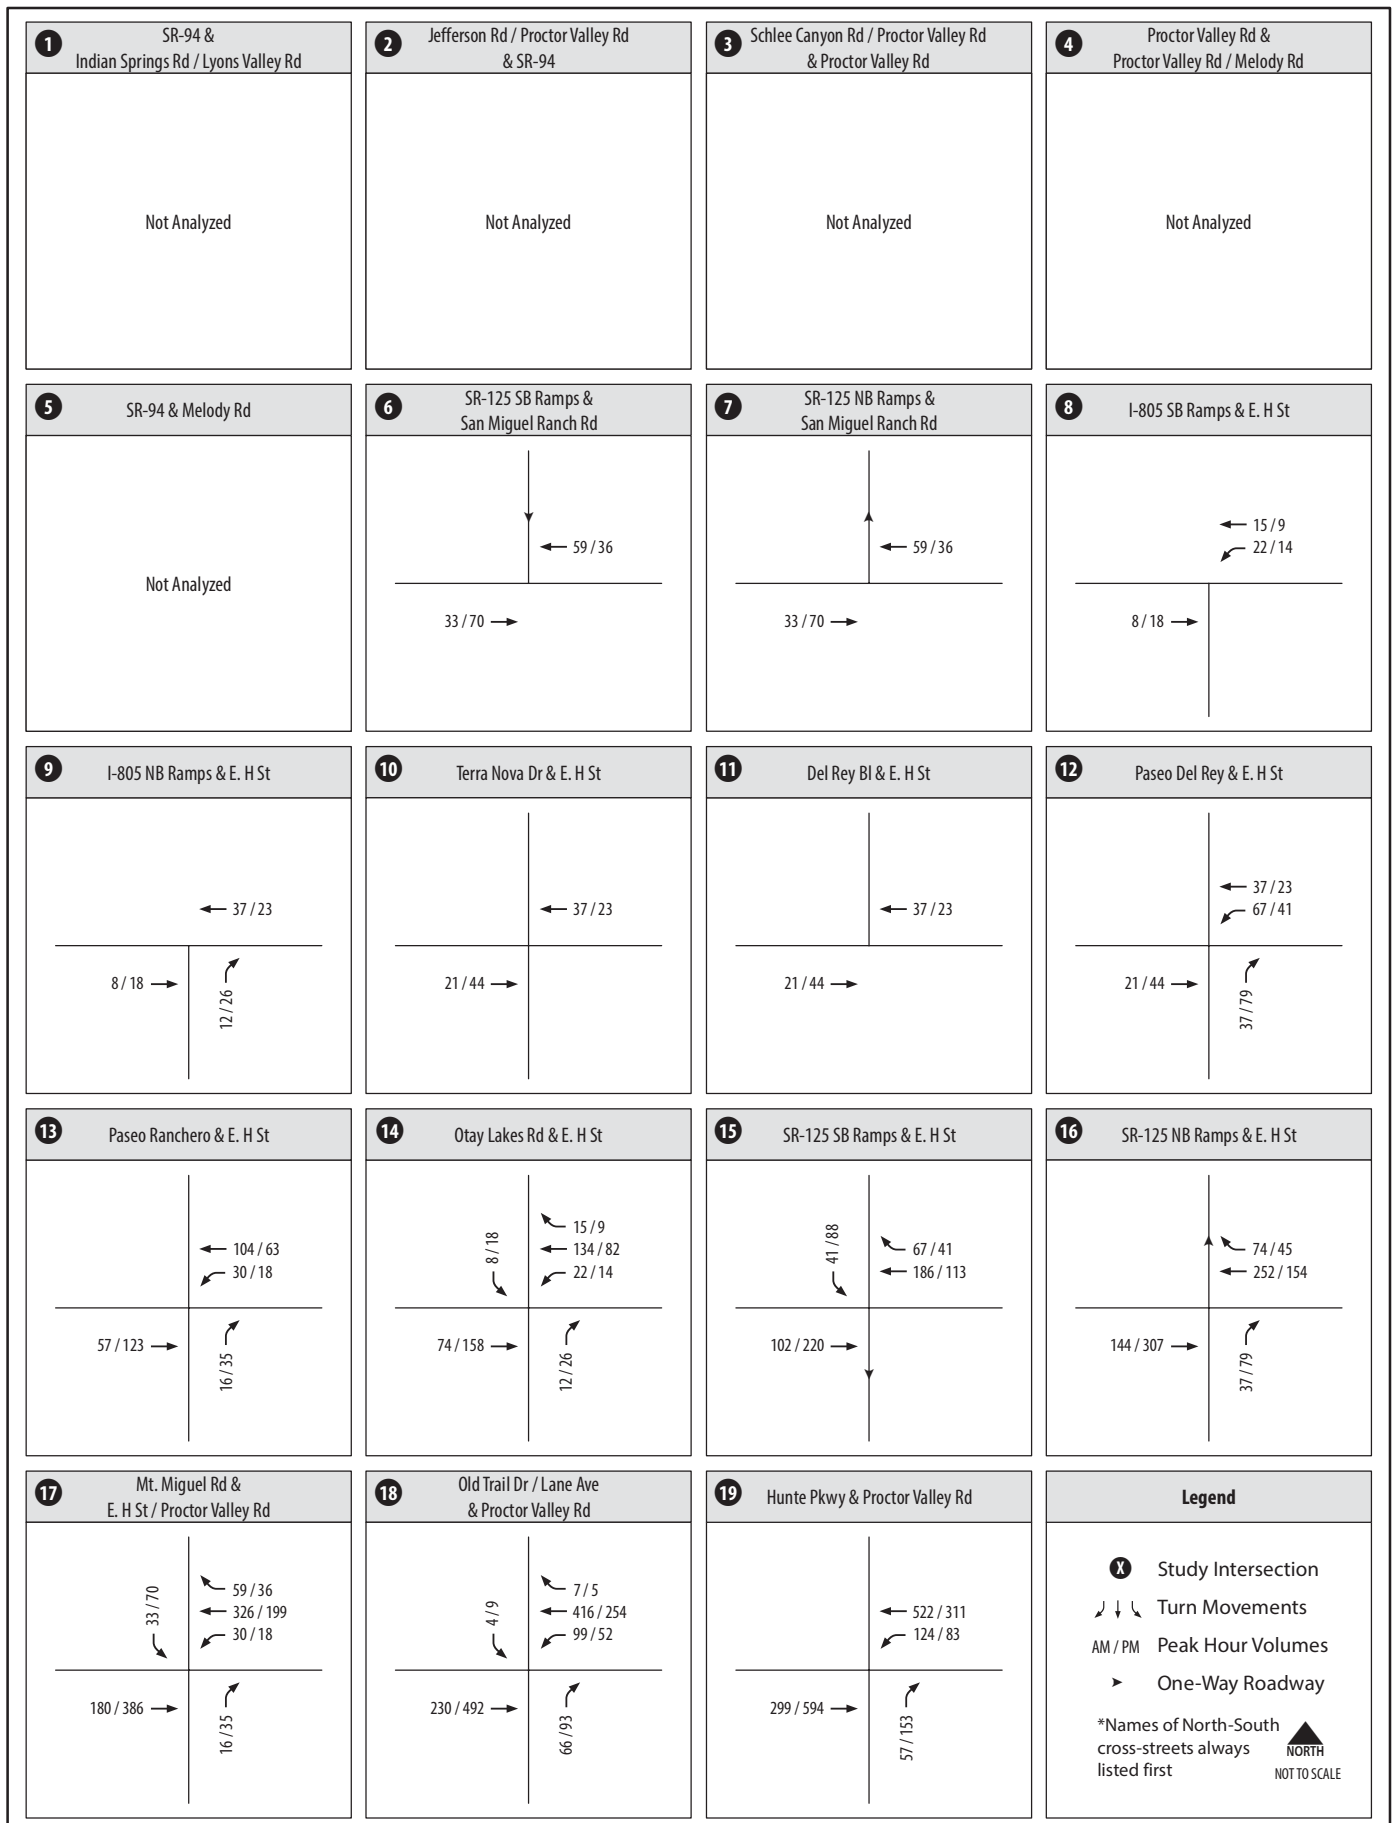 1
SR-94 &
Indian Springs Rd / Lyons Valley Rd
Not Analyzed
2
Jefferson Rd / Proctor Valley Rd
& SR-94
Not Analyzed
3
Schlee Canyon Rd / Proctor Valley Rd
& Proctor Valley Rd
Not Analyzed
4
Proctor Valley Rd &
Proctor Valley Rd / Melody Rd
Not Analyzed
5
SR-94 & Melody Rd
Not Analyzed
6
SR-125 SB Ramps &
San Miguel Ranch Rd
59 / 36
33 / 70
7
SR-125 NB Ramps &
San Miguel Ranch Rd
59 / 36
33 / 70
8
I-805 SB Ramps & E. H St
15 / 9
22 / 14
8 / 18
9
I-805 NB Ramps & E. H St
37 / 23
8 / 18
12 / 26
10
Terra Nova Dr & E. H St
37 / 23
21 / 44
11
Del Rey Bl & E. H St
37 / 23
21 / 44
12
Paseo Del Rey & E. H St
37 / 23
67 / 41
21 / 44
37 / 79
13
Paseo Ranchero & E. H St
104 / 63
30 / 18
57 / 123
16 / 35
14
Otay Lakes Rd & E. H St
8 / 18
15 / 9
134 / 82
22 / 14
74 / 158
12 / 26
15
SR-125 SB Ramps & E. H St
41 / 88
67 / 41
186 / 113
102 / 220
16
SR-125 NB Ramps & E. H St
74 / 45
252 / 154
144 / 307
37 / 79
17
Mt. Miguel Rd &
E. H St / Proctor Valley Rd
33 / 70
59 / 36
326 / 199
30 / 18
180 / 386
16 / 35
18
Old Trail Dr / Lane Ave
& Proctor Valley Rd
4 / 9
7 / 5
416 / 254
99 / 52
230 / 492
66 / 93
19
Hunte Pkwy & Proctor Valley Rd
522 / 311
124 / 83
299 / 594
57 / 153
Legend
X Study Intersection
Turn Movements
AM / PM Peak Hour Volumes
One-Way Roadway
*Names of North-South
cross-streets always
listed first
NORTH
NOT TO SCALE